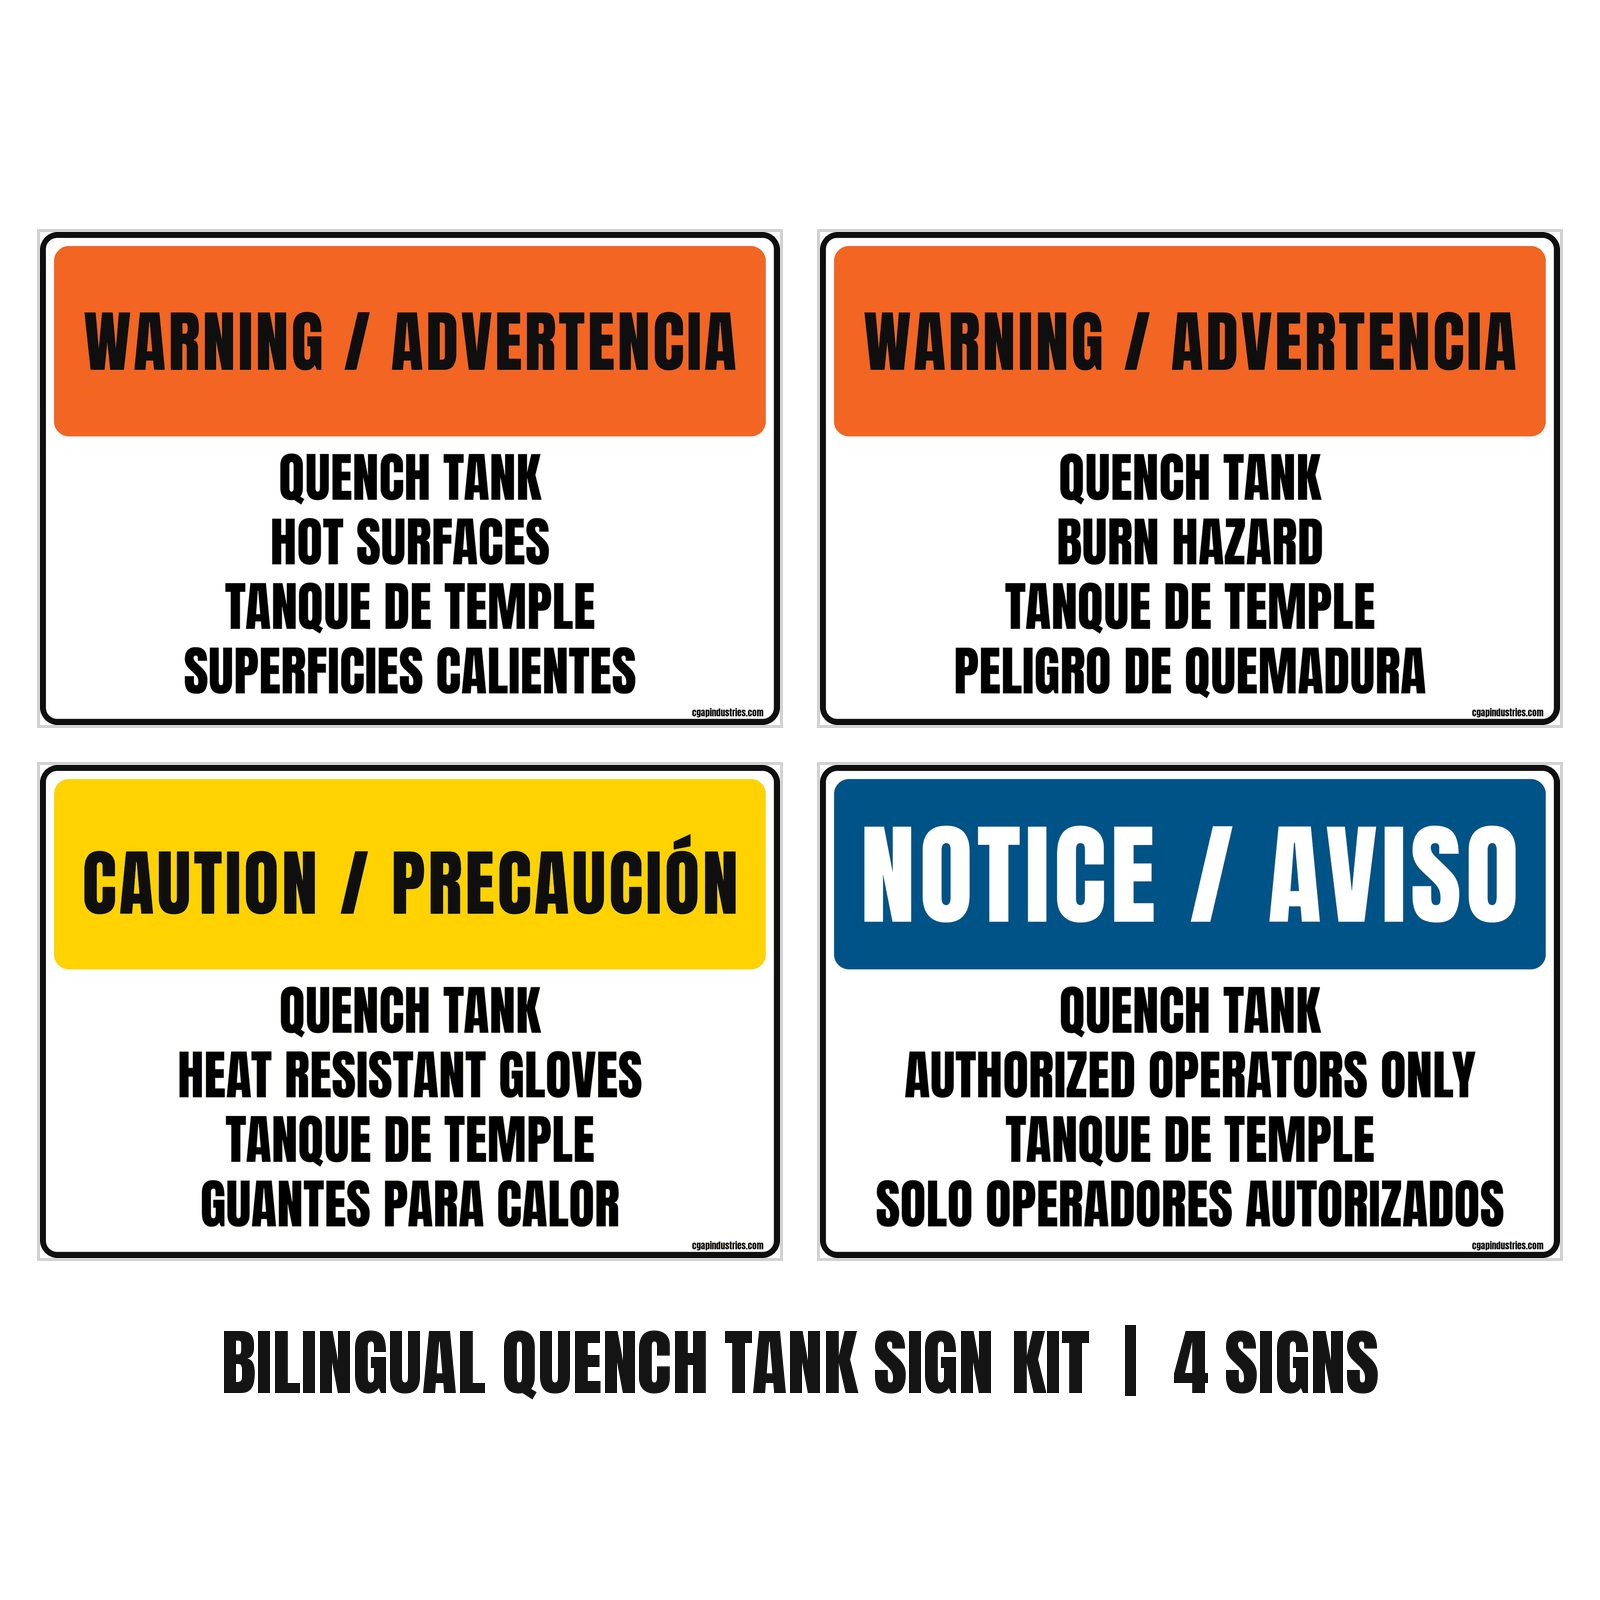 WARNING / ADVERTENCIA
QUENCH TANK
HOT SURFACES
TANQUE DE TEMPLE
SUPERFICIES CALIENTES
cgapindustries.com
WARNING / ADVERTENCIA
QUENCH TANK
BURN HAZARD
TANQUE DE TEMPLE
PELIGRO DE QUEMADURA
cgapindustries.com
CAUTION / PRECAUCIÓN
QUENCH TANK
HEAT RESISTANT GLOVES
TANQUE DE TEMPLE
GUANTES PARA CALOR
cgapindustries.com
NOTICE / AVISO
QUENCH TANK
AUTHORIZED OPERATORS ONLY
TANQUE DE TEMPLE
SOLO OPERADORES AUTORIZADOS
cgapindustries.com
BILINGUAL QUENCH TANK SIGN KIT | 4 SIGNS